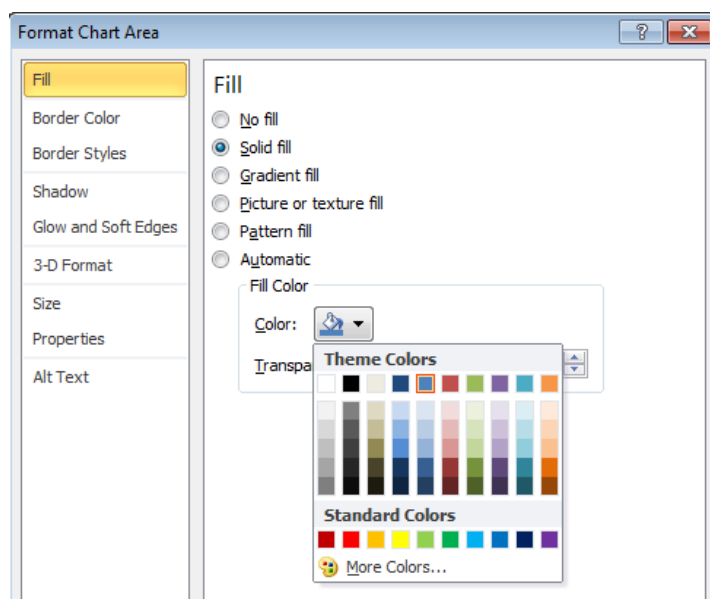 Format Chart Area
Fill
Border Color
Border Styles
Shadow
Glow and Soft Edges
3-D Format
Size
Properties
Alt Text
Fill
No fill
Solid fill
Gradient fill
Picture or texture fill
Pattern fill
Automatic
Fill Color
Color:
Transpa
Theme Colors
Standard Colors
More Colors...